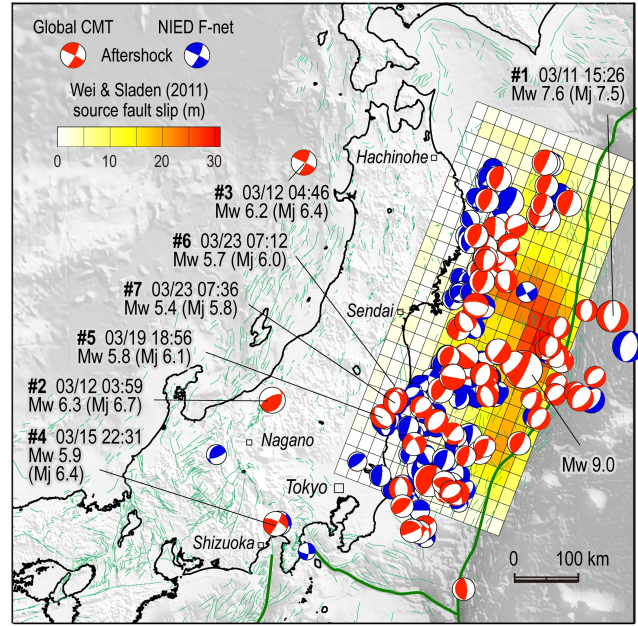 Global CMT
NIED F-net
Aftershock
Wei & Sladen (2011)
source fault slip (m)
0 10 20 30
#1 03/11 15:26
Mw 7.6 (Mj 7.5)
Hachinohe
#3 03/12 04:46
Mw 6.2 (Mj 6.4)
#6 03/23 07:12
Mw 5.7 (Mj 6.0)
#7 03/23 07:36
Mw 5.4 (Mj 5.8)
Sendai
#5 03/19 18:56
Mw 5.8 (Mj 6.1)
#2 03/12 03:59
Mw 6.3 (Mj 6.7)
#4 03/15 22:31
Mw 5.9
(Mj 6.4)
Nagano
Mw 9.0
Tokyo
Shizuoka
0 100 km